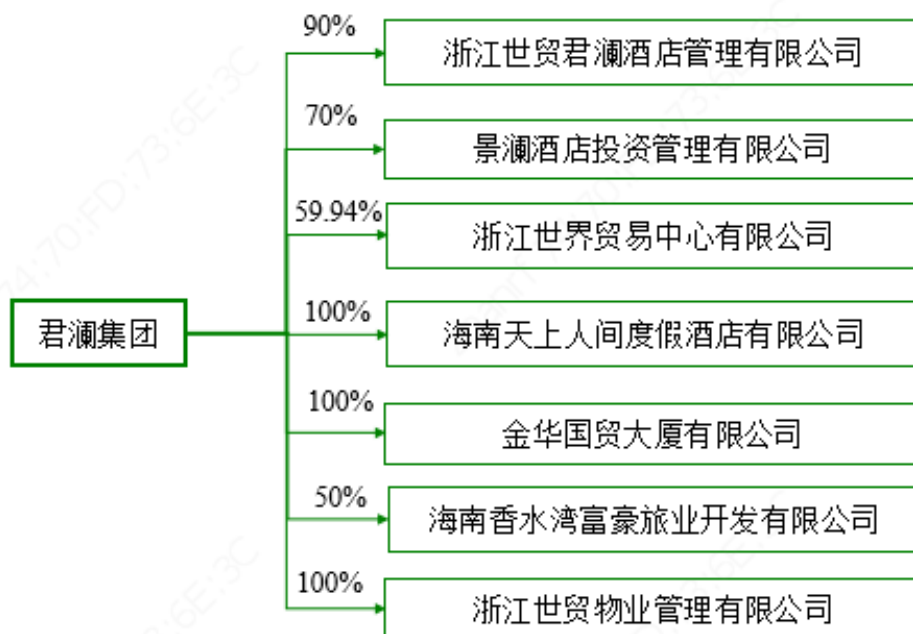 90%
浙江世贸君澜酒店管理有限公司
70%
景澜酒店投资管理有限公司
59.94%
浙江世界贸易中心有限公司
君澜集团
100%
海南天上人间度假酒店有限公司
100%
金华国贸大厦有限公司
50%
海南香水湾富豪旅业开发有限公司
100%
浙江世贸物业管理有限公司